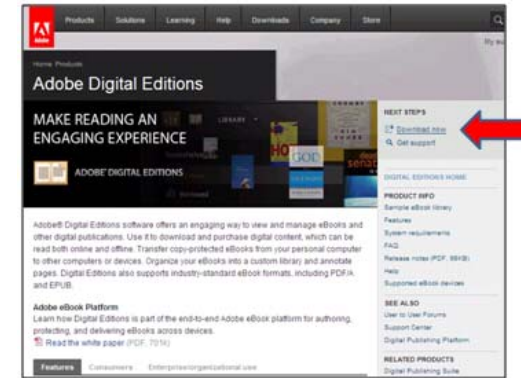 Products Solutions Learning Help Downloads Company Store
Adobe
My
Home Products
Adobe Digital Editions
MAKE READING AN
ENGAGING EXPERIENCE
LIBRARY
HOT
GOD
ADOBE DIGITAL EDITIONS
Adobe® Digital Editions software offers an engaging way to view and manage eBooks and
other digital publications. Use it to download and purchase digital content, which can be
read both online and offline. Transfer copy-protected eBooks from your personal computer
to other computers or devices. Organize your eBooks into a custom library and annotate
pages. Digital Editions also supports industry-standard eBook formats, including PDF/A
and EPUB.
Adobe eBook Platform
Learn how Digital Editions is part of the end-to-end Adobe eBook platform for authoring,
protecting, and delivering eBooks across devices.
Read the white paper (PDF, 701k)
Features Consumers Enterprise/organizational use
NEXT STEPS
Download now
Get support
DIGITAL EDITIONS HOME
PRODUCT INFO
Sample eBook library
Features
System requirements
FAQ
Release notes (PDF, 98KB)
Help
Supported eBook devices
SEE ALSO
User to User Forums
Support Center
Digital Publishing Platform
RELATED PRODUCTS
Digital Publishing Suite